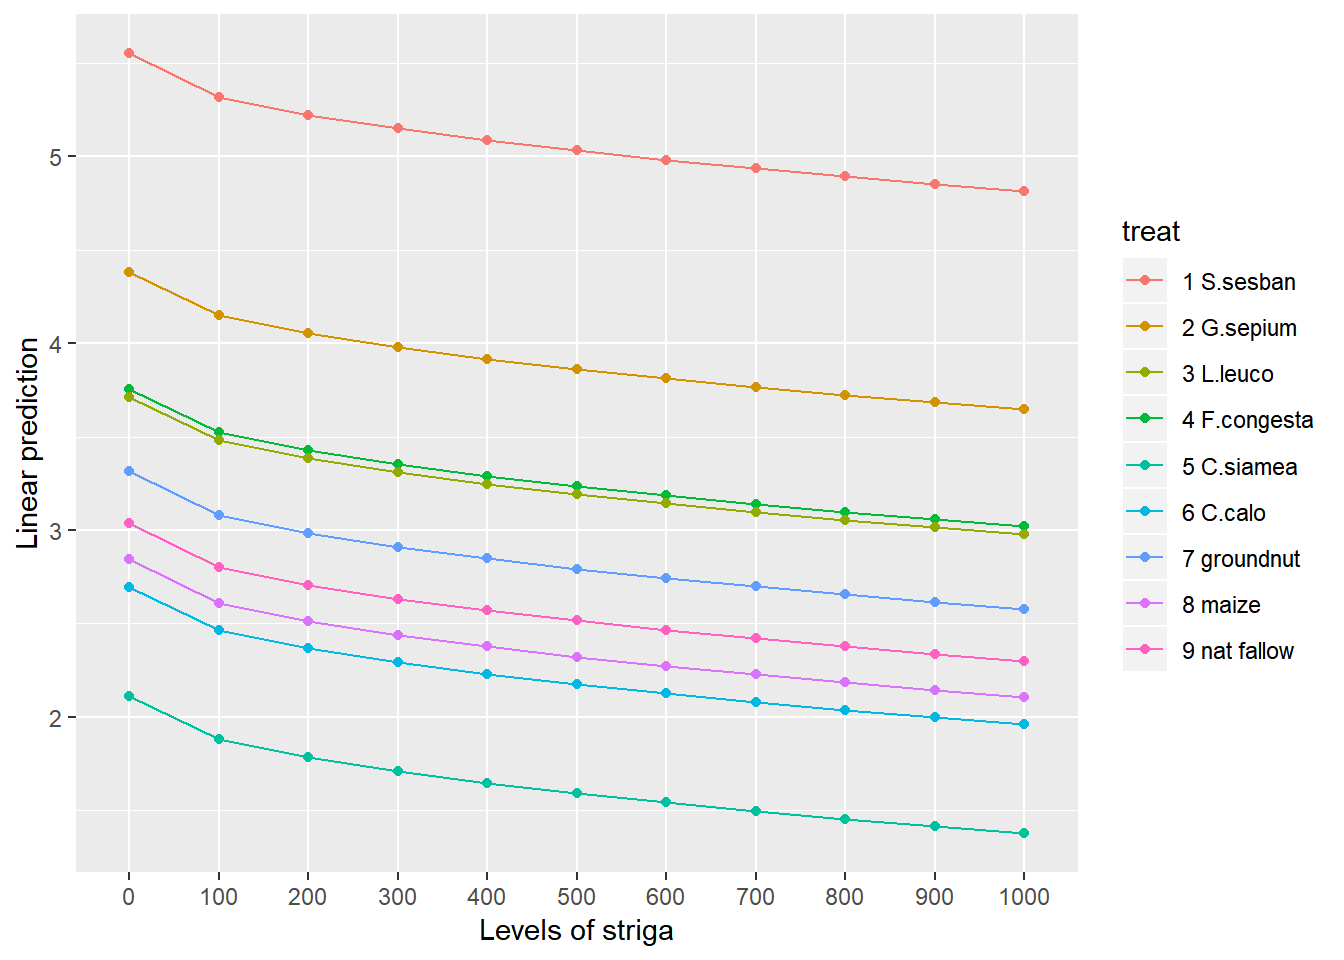 5
4
3
2
Linear prediction
0 100 200 300 400 500 600 700 800 900 1000
Levels of striga
treat
1 S.sesban
2 G.sepium
3 L.leuco
4 F.congesta
5 C.siamea
6 C.calo
7 groundnut
8 maize
9 nat fallow